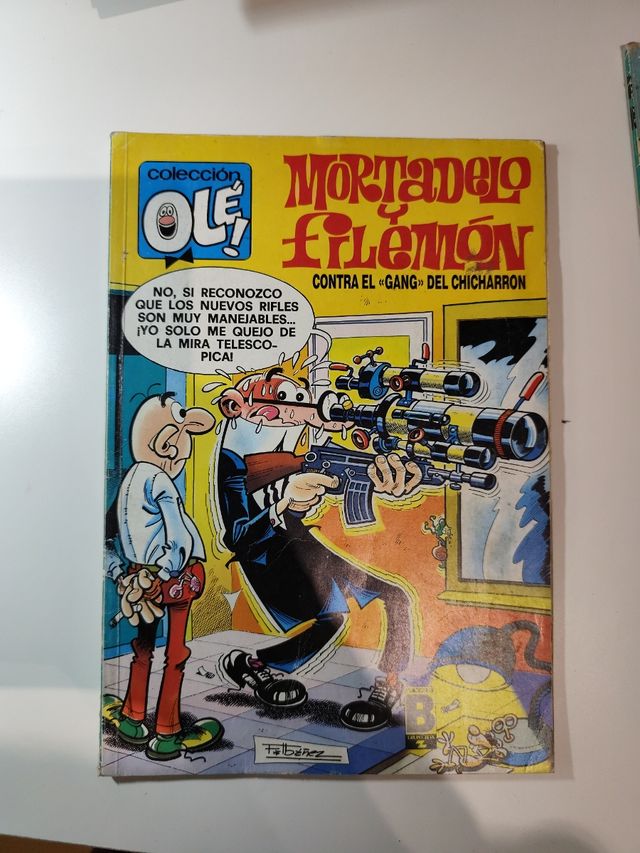 colección
OLÉ!
MORTADELO
Y
FILEMÓN
CONTRA EL «GANG» DEL CHICHARRON
NO, SI RECONOZCO
QUE LOS NUEVOS RIFLES
SON MUY MANEJABLES...
¡YO SOLO ME QUEJO DE
LA MIRA TELESCO-
PICA!
B
F. Ibáñez